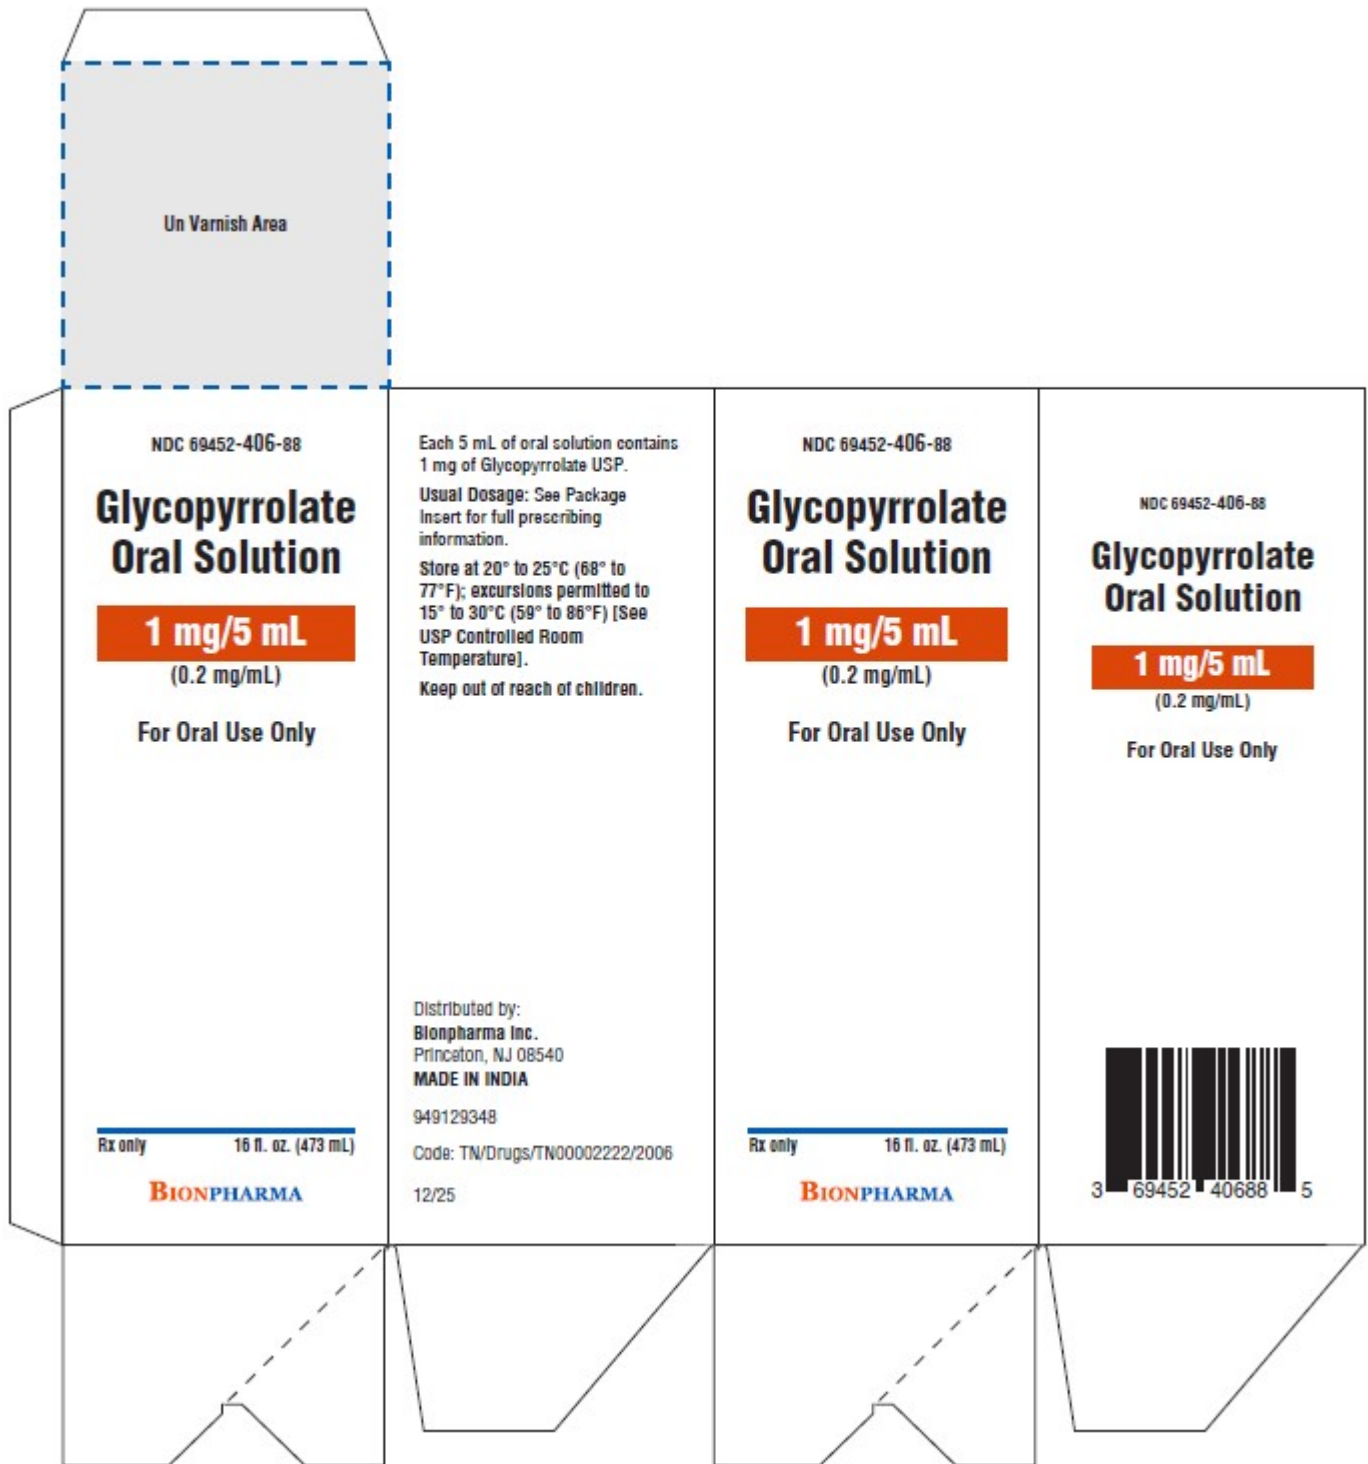 Un Varnish Area
NDC 69452-406-88
Glycopyrrolate
Oral Solution
1 mg/5 mL
(0.2 mg/mL)
For Oral Use Only
Rx only 16 fl. oz. (473 mL)
BIONPHARMA
Each 5 mL of oral solution contains
1 mg of Glycopyrrolate USP.
Usual Dosage: See Package
Insert for full prescribing
information.
Store at 20° to 25°C (68° to
77°F); excursions permitted to
15° to 30°C (59° to 86°F) [See
USP Controlled Room
Temperature].
Keep out of reach of children.
Distributed by:
Bionpharma Inc.
Princeton, NJ 08540
MADE IN INDIA
949129348
Code: TN/Drugs/TN00002222/2006
12/25
NDC 69452-406-88
Glycopyrrolate
Oral Solution
1 mg/5 mL
(0.2 mg/mL)
For Oral Use Only
Rx only 16 fl. oz. (473 mL)
BIONPHARMA
NDC 69452-406-88
Glycopyrrolate
Oral Solution
1 mg/5 mL
(0.2 mg/mL)
For Oral Use Only
3 69452 40688 5